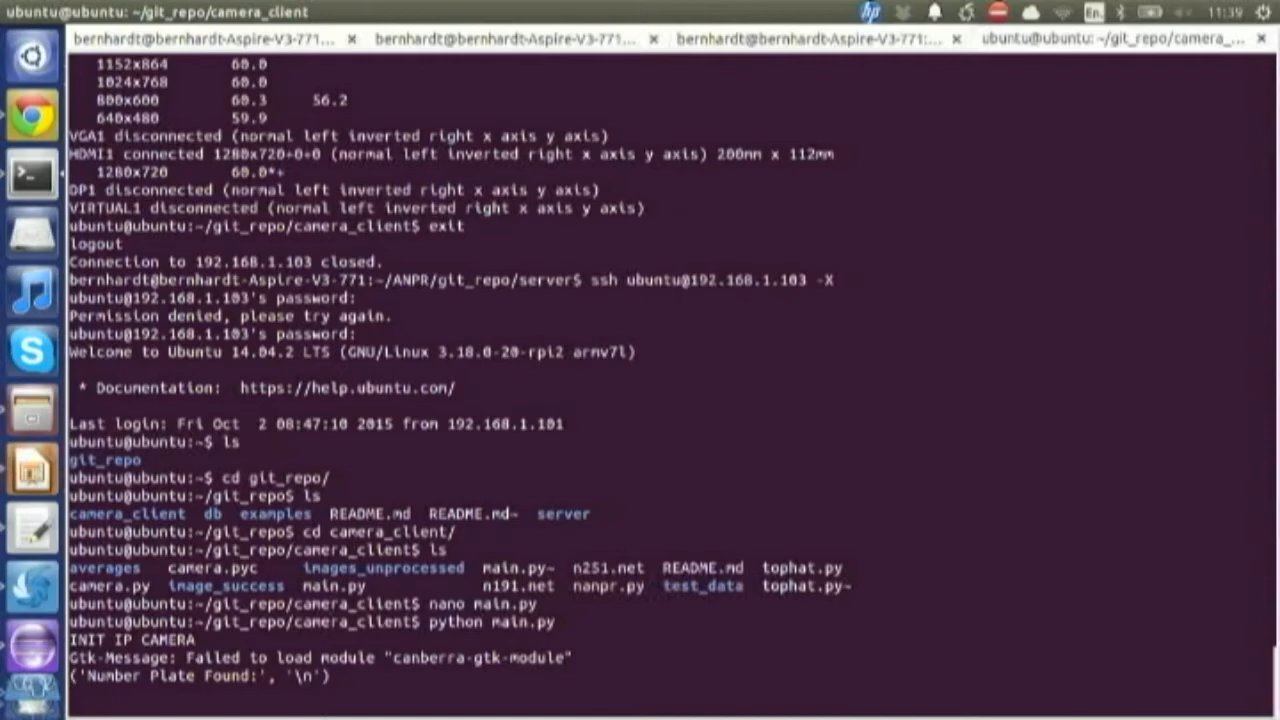 ubuntu@ubuntu: ~/git_repo/camera_client
hp
En
11:39
bernhardt@bernhardt-Aspire-V3-771... × bernhardt@bernhardt-Aspire-V3-771... × bernhardt@bernhardt-Aspire-V3-771:... × ubuntu@ubuntu: ~/git_repo/camera_... ×
1152x864 60.0
1024x768 60.0
800x600 60.3 56.2
640x480 59.9
VGA1 disconnected (normal left inverted right x axis y axis)
HDMI1 connected 1280x720+0+0 (normal left inverted right x axis y axis) 200mm x 112mm
1280x720 60.0*+
DP1 disconnected (normal left inverted right x axis y axis)
VIRTUAL1 disconnected (normal left inverted right x axis y axis)
ubuntu@ubuntu:~/git_repo/camera_client$ exit
logout
Connection to 192.168.1.103 closed.
bernhardt@bernhardt-Aspire-V3-771:~/ANPR/git_repo/server$ ssh ubuntu@192.168.1.103 -X
ubuntu@192.168.1.103's password:
Permission denied, please try again.
ubuntu@192.168.1.103's password:
Welcome to Ubuntu 14.04.2 LTS (GNU/Linux 3.18.0-20-rpi2 armv7l)
* Documentation: https://help.ubuntu.com/
Last login: Fri Oct 2 08:47:10 2015 from 192.168.1.101
ubuntu@ubuntu:~$ ls
git_repo
ubuntu@ubuntu:~$ cd git_repo/
ubuntu@ubuntu:~/git_repo$ ls
camera_client db examples README.md README.md~ server
ubuntu@ubuntu:~/git_repo$ cd camera_client/
ubuntu@ubuntu:~/git_repo/camera_client$ ls
averages camera.pyc images_unprocessed main.py~ n251.net README.md tophat.py
camera.py image_success main.py n191.net nanpr.py test_data tophat.py~
ubuntu@ubuntu:~/git_repo/camera_client$ nano main.py
ubuntu@ubuntu:~/git_repo/camera_client$ python main.py
INIT IP CAMERA
Gtk-Message: Failed to load module "canberra-gtk-module"
('Number Plate Found:', '\n')